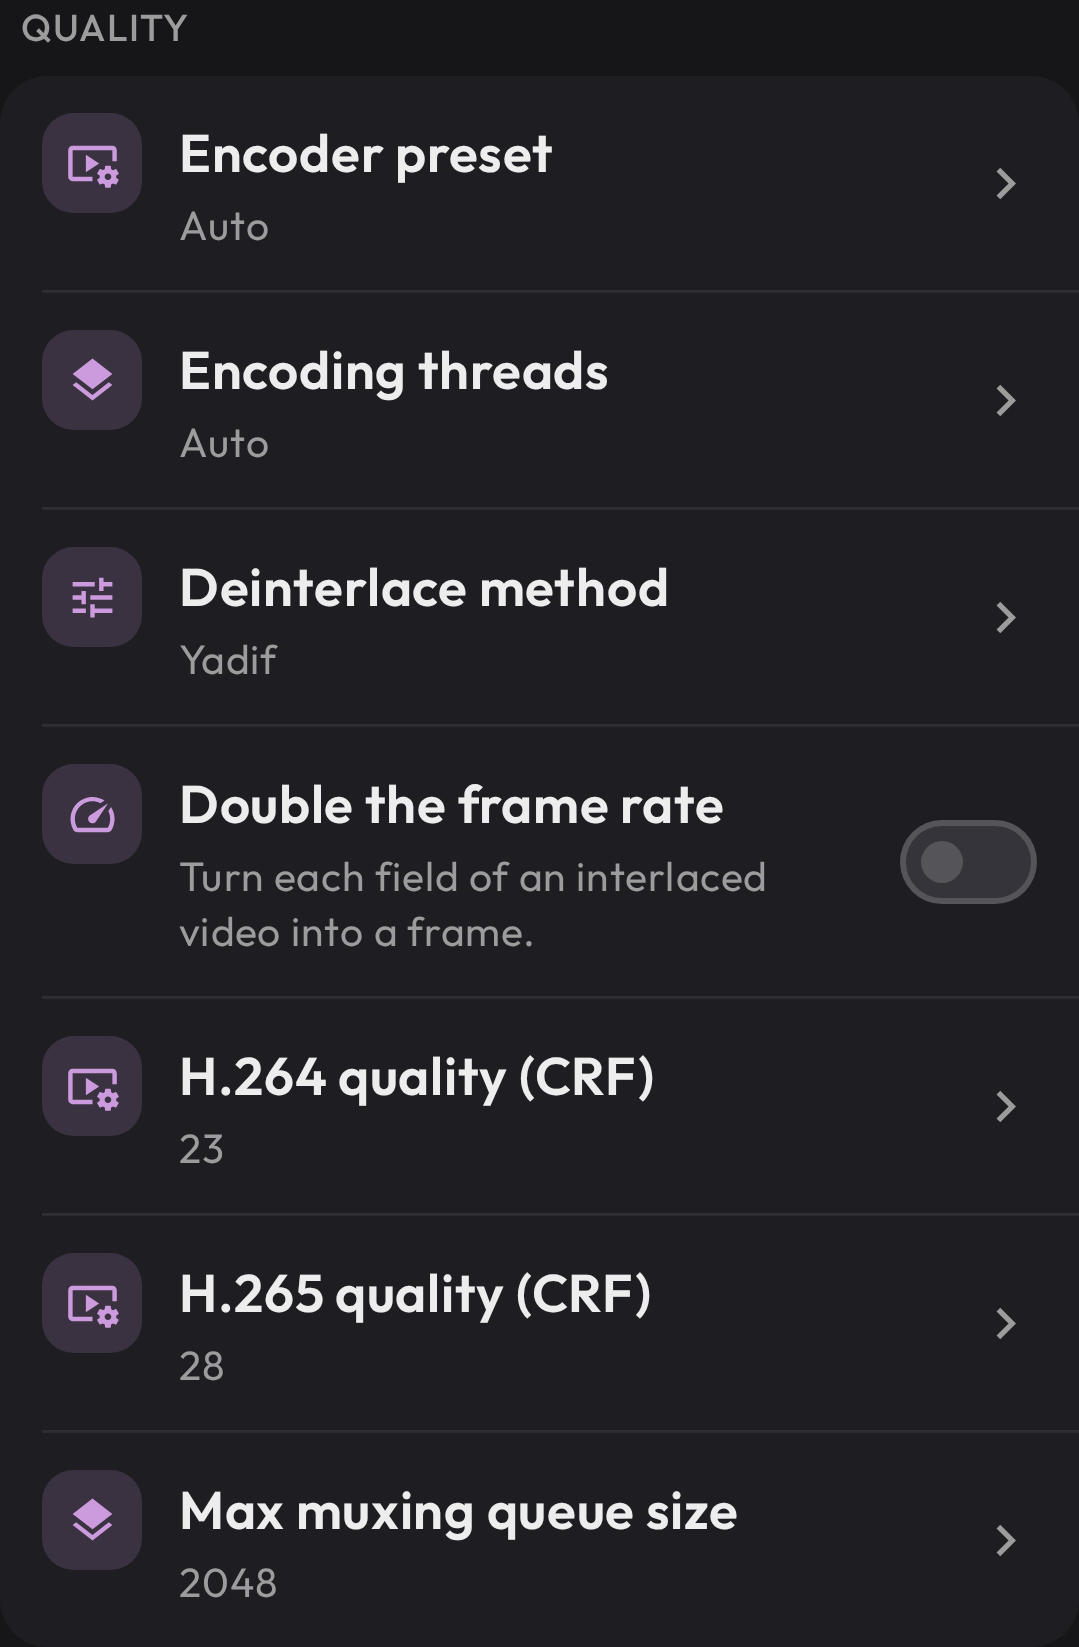 QUALITY
Encoder preset
Auto
Encoding threads
Auto
Deinterlace method
Yadif
Double the frame rate
Turn each field of an interlaced
video into a frame.
H.264 quality (CRF)
23
H.265 quality (CRF)
28
Max muxing queue size
2048